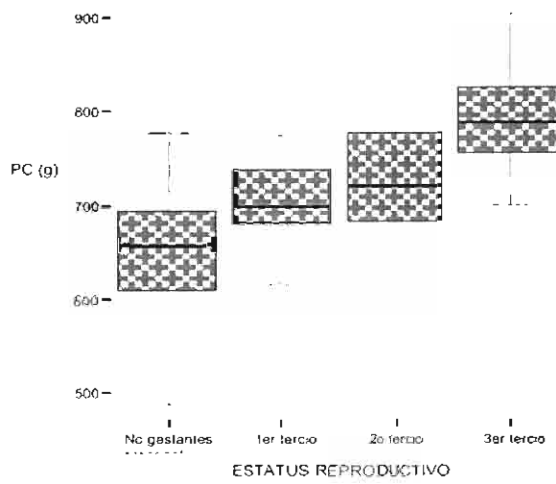 900
800
PC (g)
700
600
500
No gestantes 1er tercio 2o tercio 3er tercio
ESTATUS REPRODUCTIVO